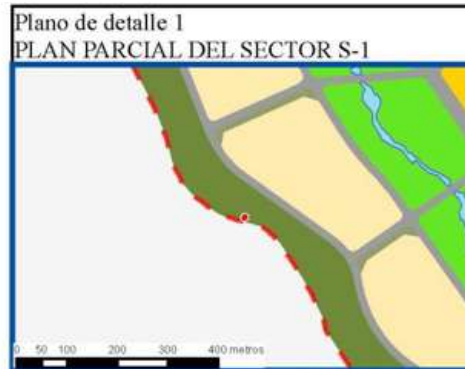 Plano de detalle 1
PLAN PARCIAL DEL SECTOR S-1
0 50 100 200 300 400 metros